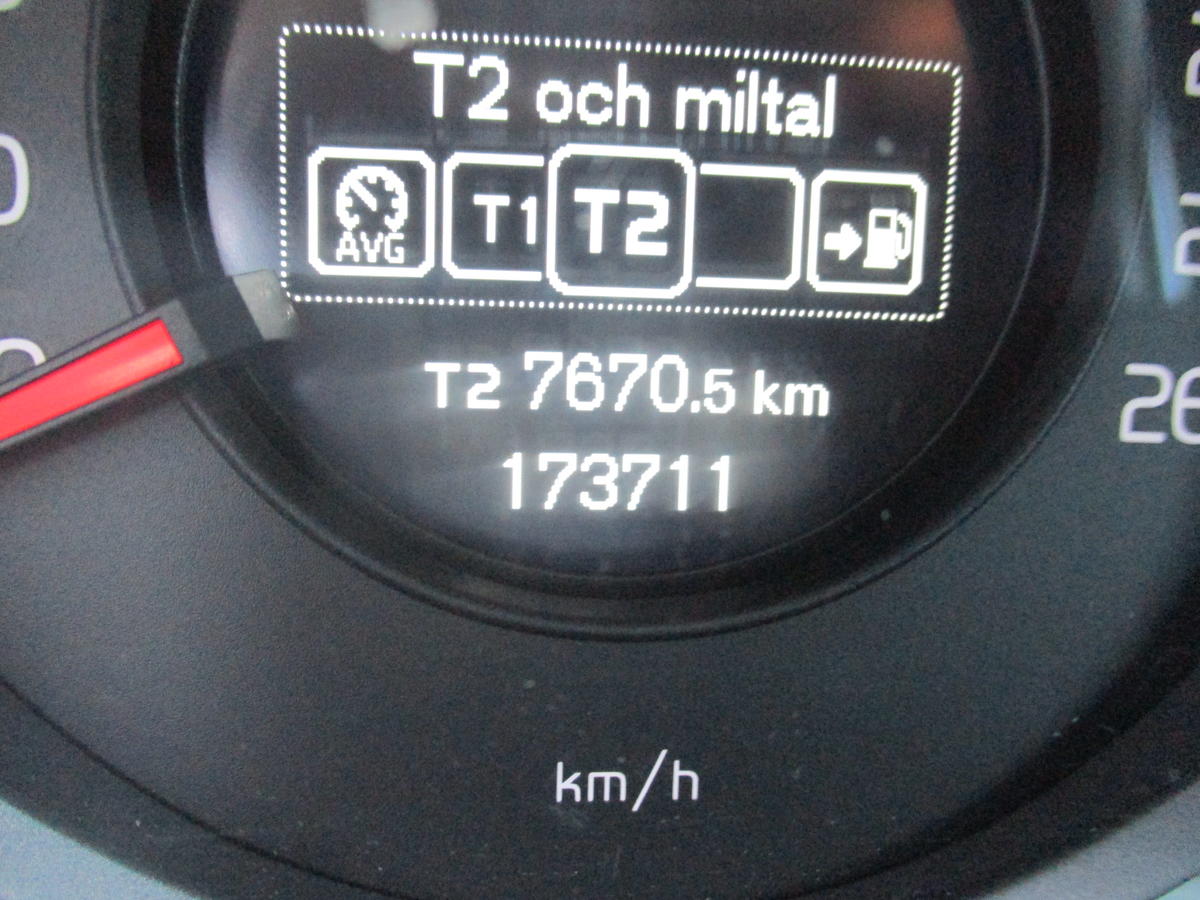 T2 och miltal
AVG T1 T2
T2 7670.5 km
173711
km/h